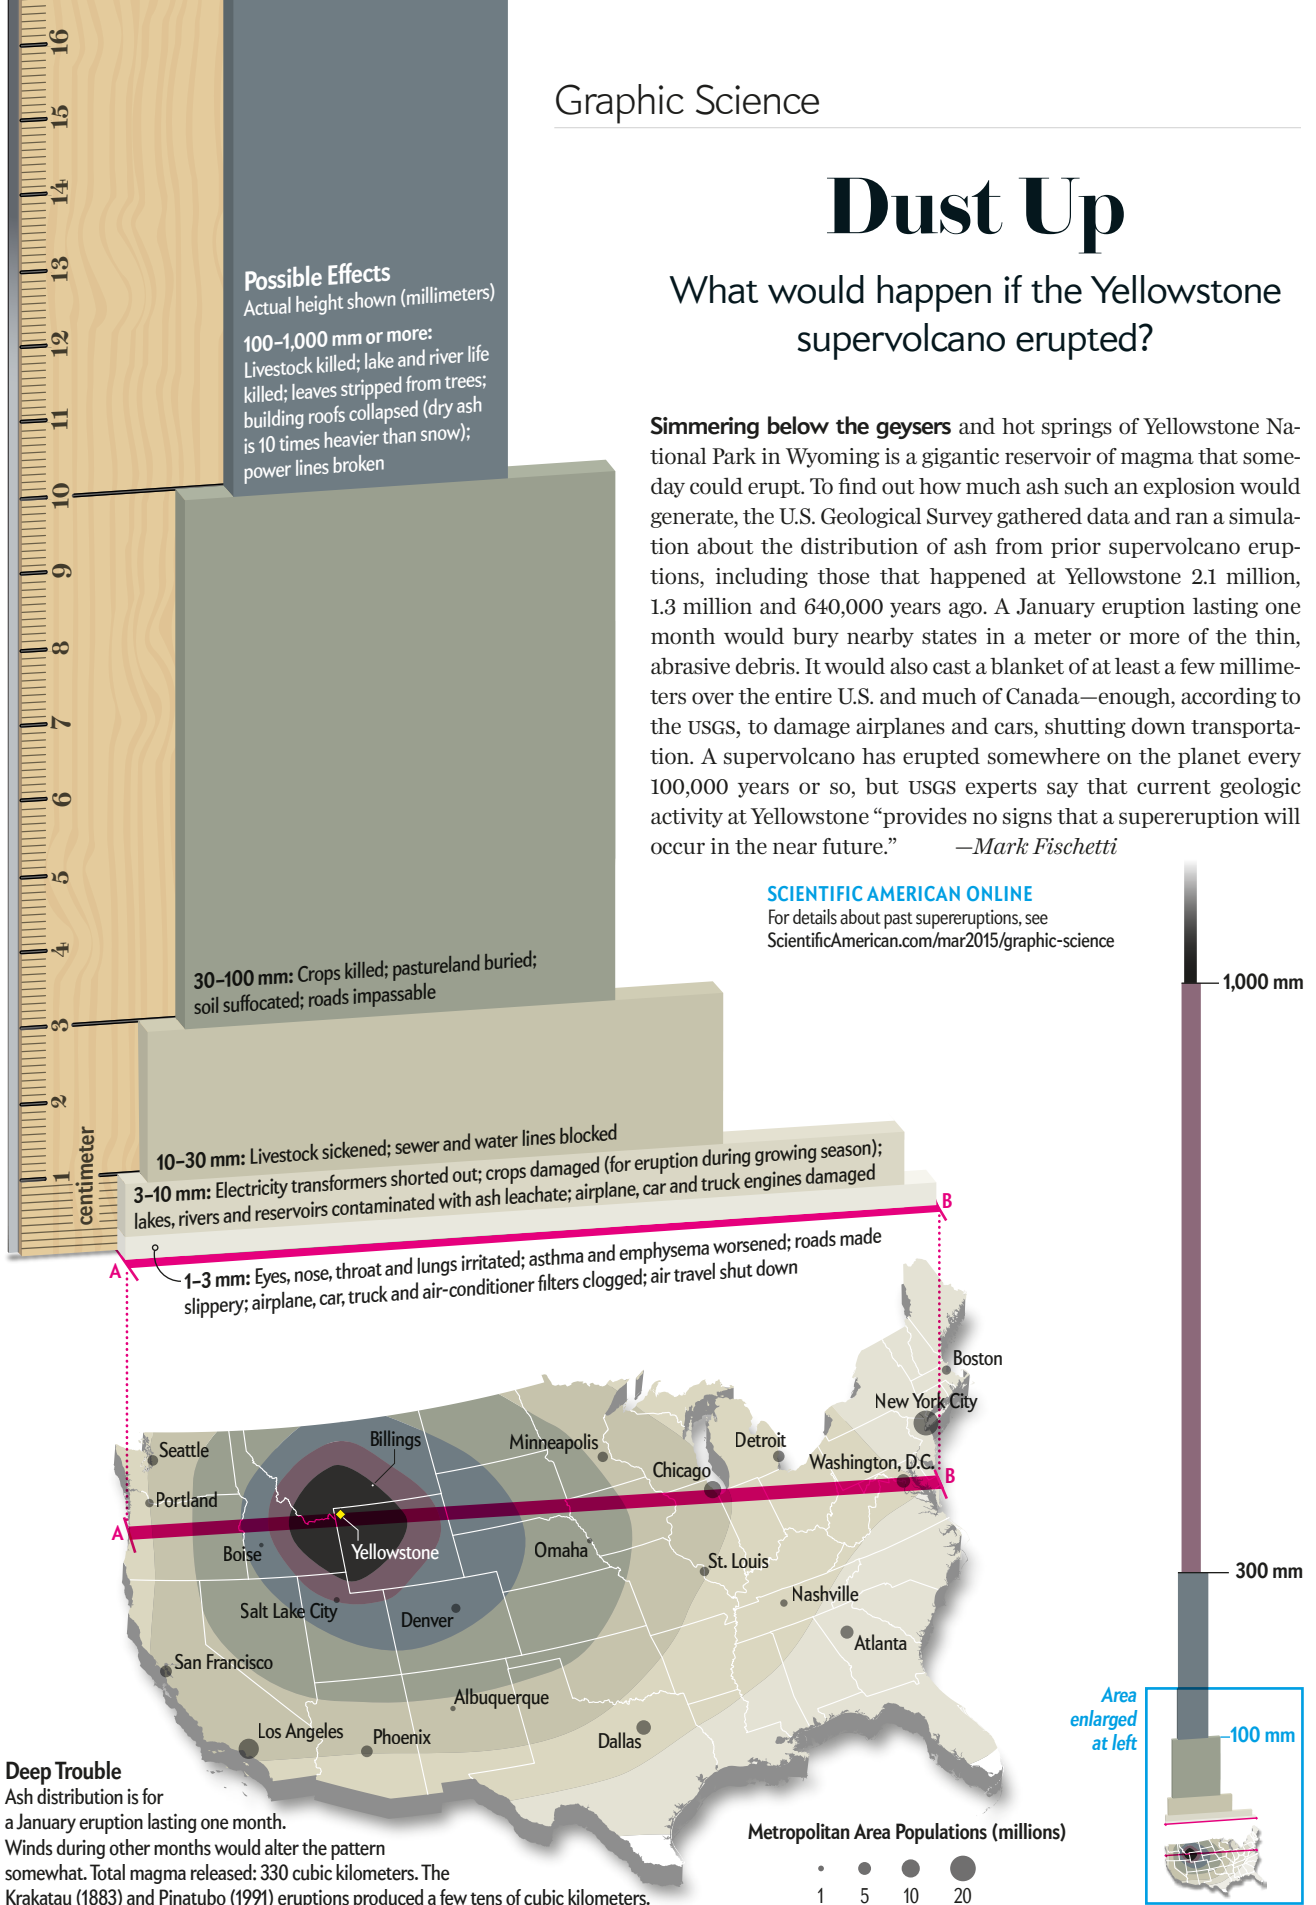 Graphic Science
Dust Up
What would happen if the Yellowstone
supervolcano erupted?
Simmering below the geysers and hot springs of Yellowstone Na-
tional Park in Wyoming is a gigantic reservoir of magma that some-
day could erupt. To find out how much ash such an explosion would
generate, the U.S. Geological Survey gathered data and ran a simula-
tion about the distribution of ash from prior supervolcano erup-
tions, including those that happened at Yellowstone 2.1 million,
1.3 million and 640,000 years ago. A January eruption lasting one
month would bury nearby states in a meter or more of the thin,
abrasive debris. It would also cast a blanket of at least a few millime-
ters over the entire U.S. and much of Canada—enough, according to
the USGS, to damage airplanes and cars, shutting down transporta-
tion. A supervolcano has erupted somewhere on the planet every
100,000 years or so, but USGS experts say that current geologic
activity at Yellowstone “provides no signs that a supereruption will
occur in the near future.” —Mark Fischetti
SCIENTIFIC AMERICAN ONLINE
For details about past supereruptions, see
ScientificAmerican.com/mar2015/graphic-science
16
15
14
13
12
11
10
9
8
7
6
5
4
3
2
1
centimeter
Possible Effects
Actual height shown (millimeters)
100–1,000 mm or more:
Livestock killed; lake and river life
killed; leaves stripped from trees;
building roofs collapsed (dry ash
is 10 times heavier than snow);
power lines broken
30–100 mm: Crops killed; pastureland buried;
soil suffocated; roads impassable
10–30 mm: Livestock sickened; sewer and water lines blocked
3–10 mm: Electricity transformers shorted out; crops damaged (for eruption during growing season);
lakes, rivers and reservoirs contaminated with ash leachate; airplane, car and truck engines damaged
1–3 mm: Eyes, nose, throat and lungs irritated; asthma and emphysema worsened; roads made
slippery; airplane, car, truck and air-conditioner filters clogged; air travel shut down
A
B
Boston
New York City
Billings
Seattle
Minneapolis
Detroit
Chicago
Washington, D.C.
B
Portland
A
Boise
Yellowstone
Omaha
St. Louis
Nashville
Salt Lake City
Denver
Atlanta
San Francisco
Albuquerque
Los Angeles
Phoenix
Dallas
1,000 mm
300 mm
Area
enlarged
at left
100 mm
Deep Trouble
Ash distribution is for
a January eruption lasting one month.
Winds during other months would alter the pattern
somewhat. Total magma released: 330 cubic kilometers. The
Krakatau (1883) and Pinatubo (1991) eruptions produced a few tens of cubic kilometers.
Metropolitan Area Populations (millions)
1 5 10 20